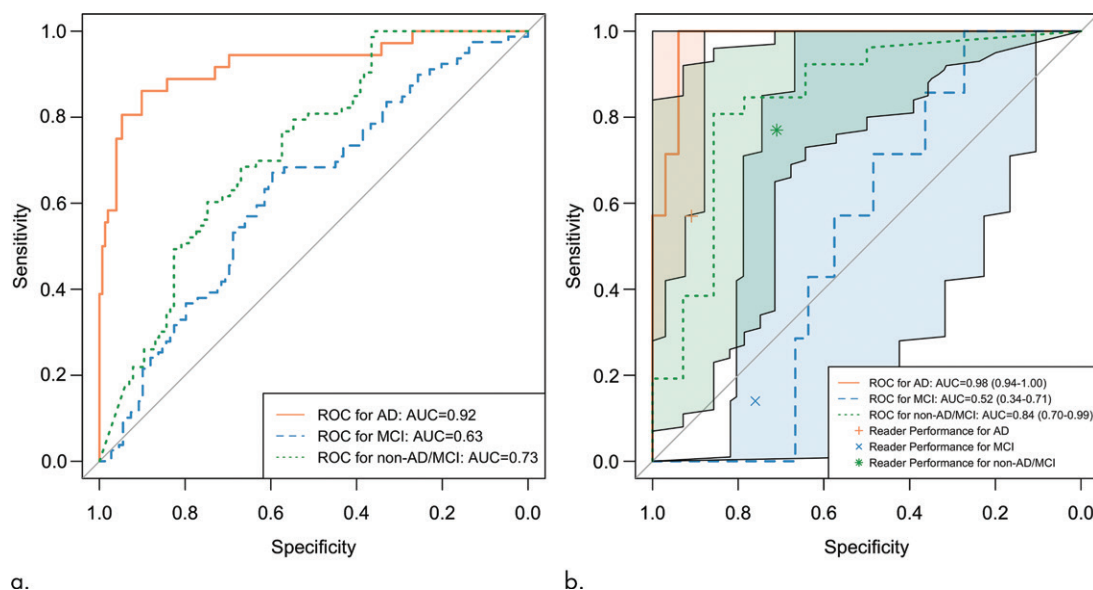 1.0
0.8
0.6
0.4
0.2
0.0
Sensitivity
1.0
0.8
0.6
0.4
0.2
0.0
Specificity
ROC for AD: AUC=0.92
ROC for MCI: AUC=0.63
ROC for non-AD/MCI: AUC=0.73
a.
1.0
0.8
0.6
0.4
0.2
0.0
Sensitivity
1.0
0.8
0.6
0.4
0.2
0.0
Specificity
ROC for AD: AUC=0.98 (0.94-1.00)
ROC for MCI: AUC=0.52 (0.34-0.71)
ROC for non-AD/MCI: AUC=0.84 (0.70-0.99)
Reader Performance for AD
Reader Performance for MCI
Reader Performance for non-AD/MCI
b.